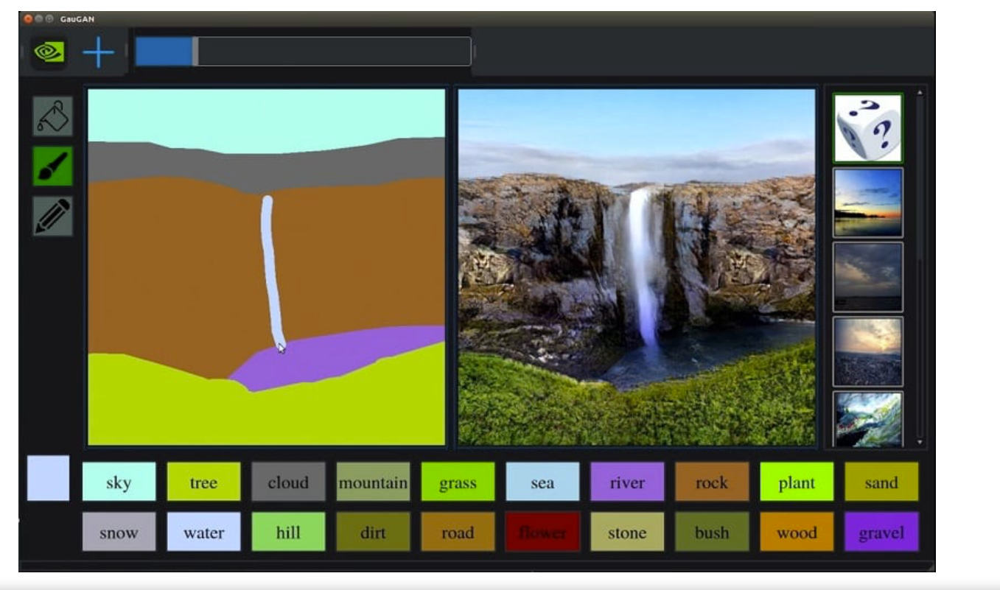 GauGAN
? ? ?
sky tree cloud mountain grass sea river rock plant sand
snow water hill dirt road flower stone bush wood gravel